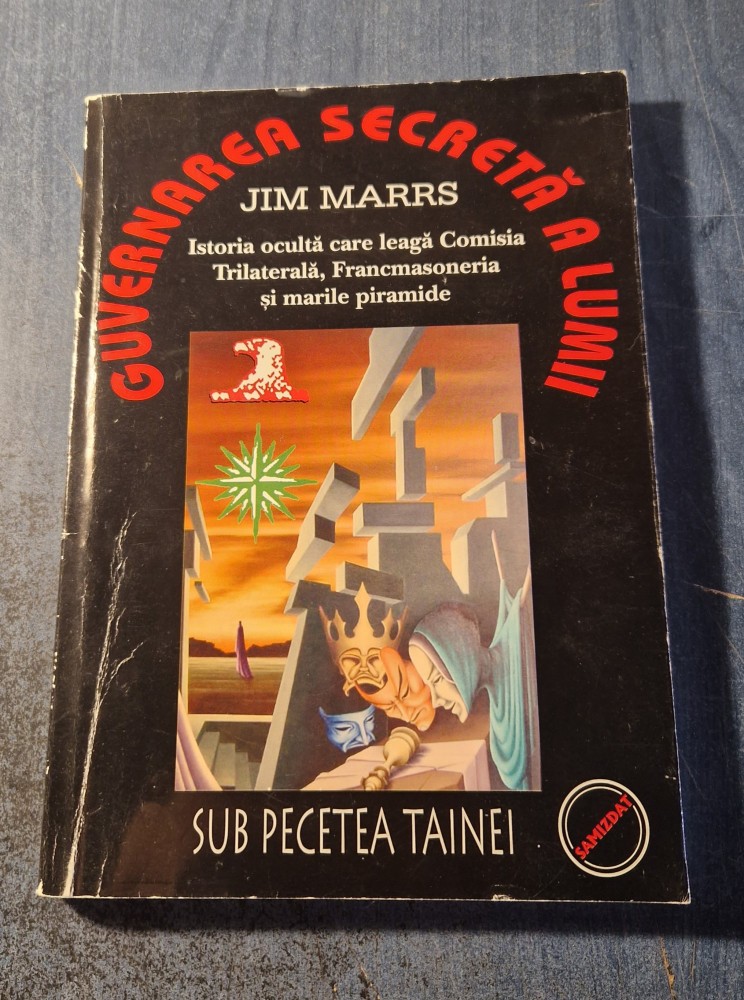 GUVERNAREA SECRETĂ A LUMII
JIM MARRS
Istoria ocultă care leagă Comisia
Trilaterală, Francmasoneria
și marile piramide
SUB PECETEA TAINEI
SAMIZDAT